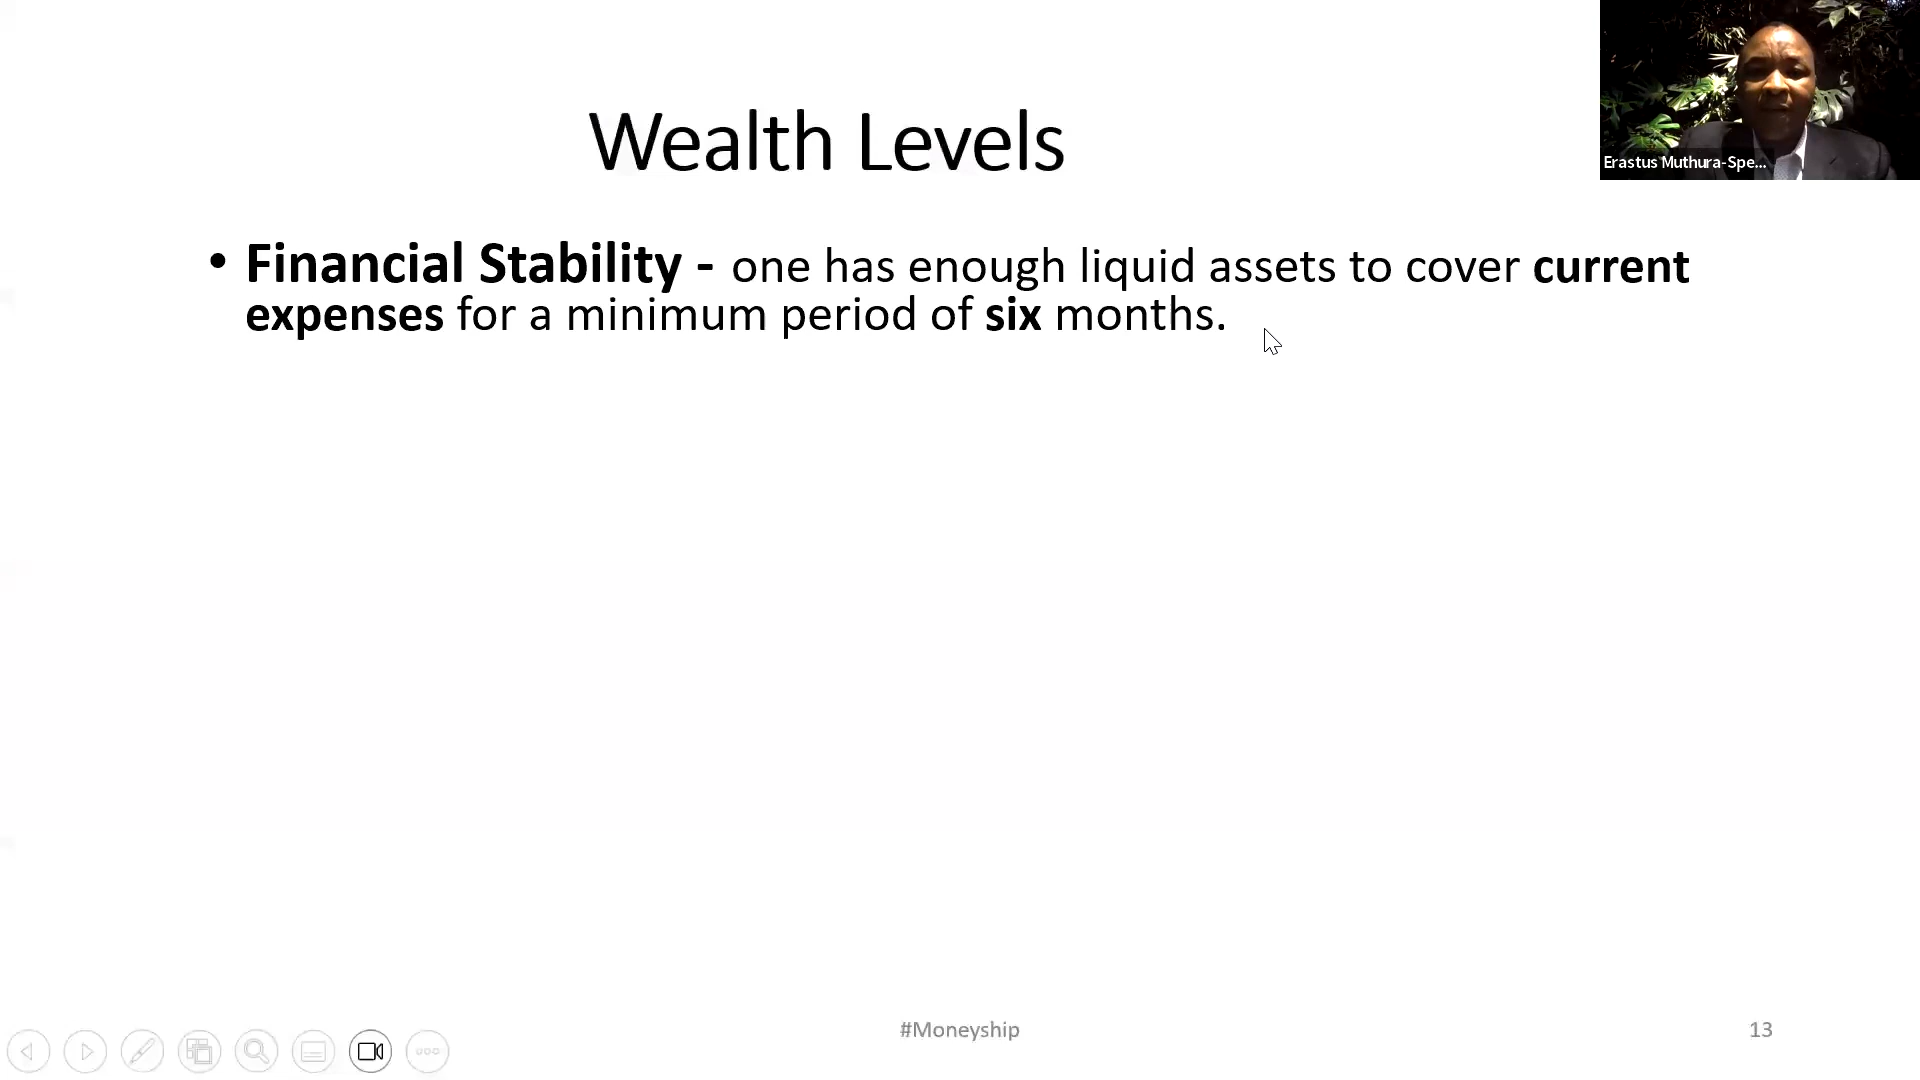 Wealth Levels
Erastus Muthura-Spe...
• Financial Stability - one has enough liquid assets to cover current
expenses for a minimum period of six months.
#Moneyship
13